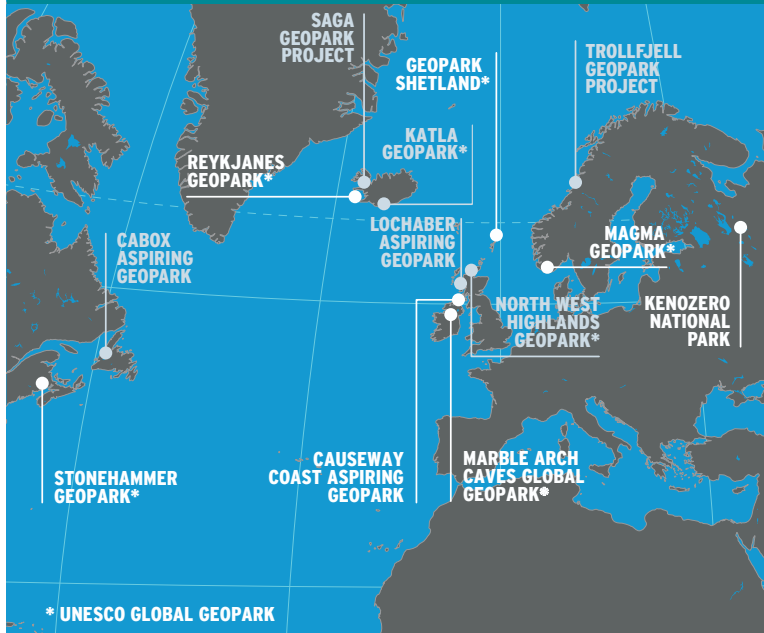 SAGA
GEOPARK
PROJECT
GEOPARK
SHETLAND*
TROLLFJELL
GEOPARK
PROJECT
KATLA
GEOPARK*
REYKJANES
GEOPARK*
LOCHABER
ASPIRING
GEOPARK
MAGMA
GEOPARK*
CABOX
ASPIRING
GEOPARK
NORTH WEST
HIGHLANDS
GEOPARK*
KENOZERO
NATIONAL
PARK
STONEHAMMER
GEOPARK*
CAUSEWAY
COAST ASPIRING
GEOPARK
MARBLE ARCH
CAVES GLOBAL
GEOPARK*
* UNESCO GLOBAL GEOPARK